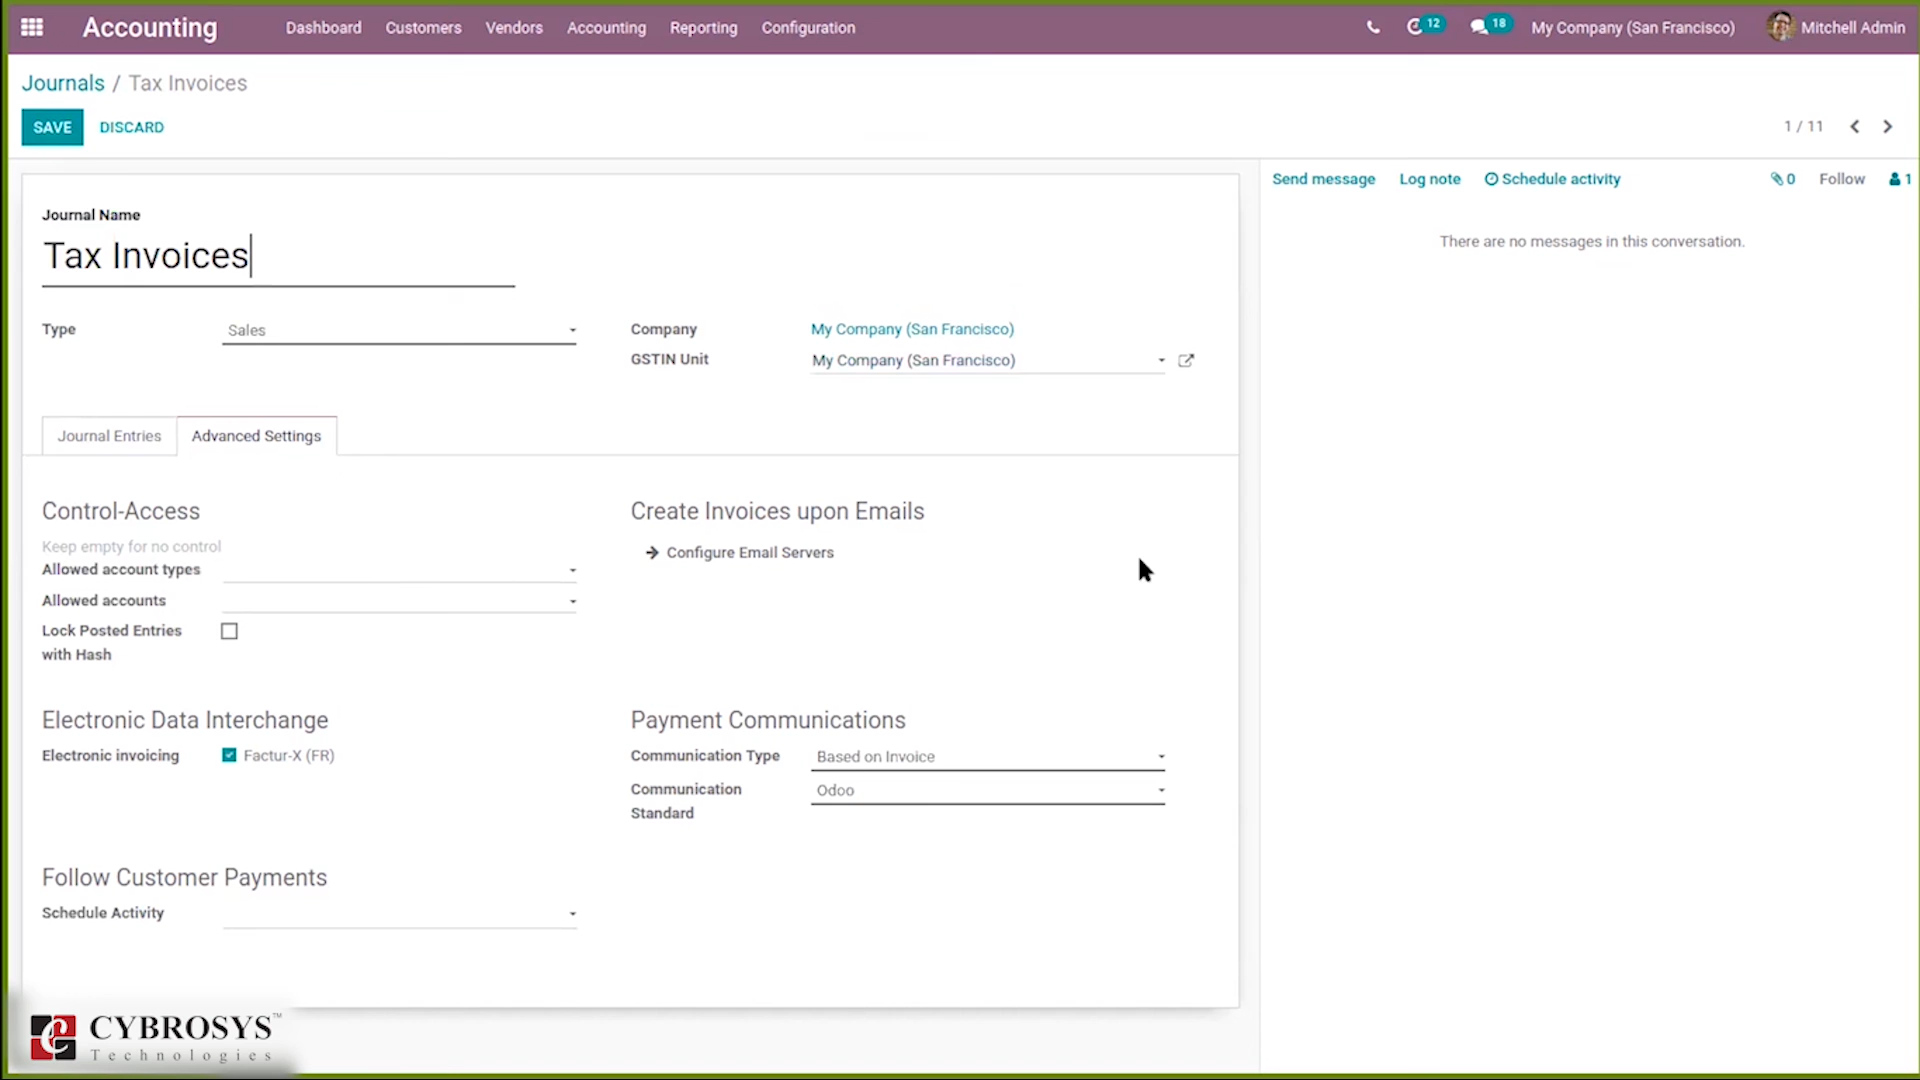 Accounting Dashboard Customers Vendors Accounting Reporting Configuration 12 18 My Company (San Francisco) Mitchell Admin
Journals / Tax Invoices
SAVE DISCARD 1 / 11
Send message Log note Schedule activity 0 Follow 1
There are no messages in this conversation.
Journal Name
Tax Invoices
Type Sales
Company My Company (San Francisco)
GSTIN Unit My Company (San Francisco)
Journal Entries Advanced Settings
Control-Access
Keep empty for no control
Allowed account types
Allowed accounts
Lock Posted Entries
with Hash
Create Invoices upon Emails
Configure Email Servers
Electronic Data Interchange
Electronic invoicing Factur-X (FR)
Payment Communications
Communication Type Based on Invoice
Communication
Standard
Odoo
Follow Customer Payments
Schedule Activity
CYBROSYS™
Technologies